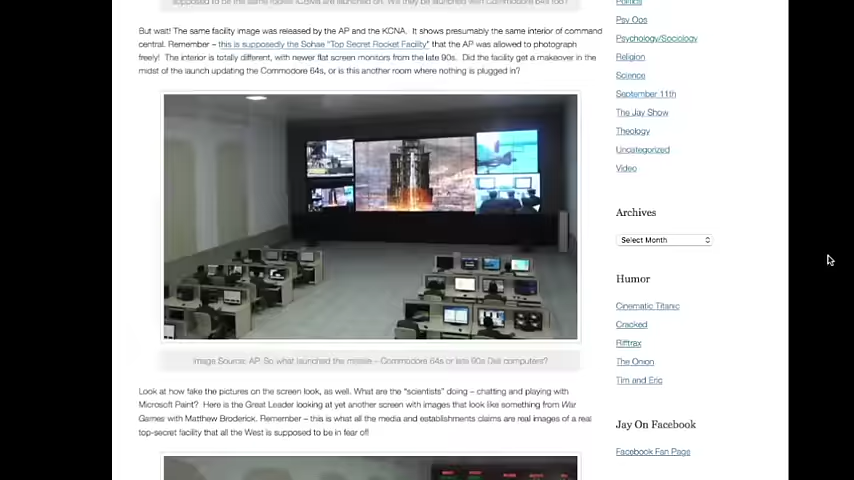 supposed to be the same rocket KCNA are launched on. Will they be launched with Commodore 64s too?
But wait! The same facility image was released by the AP and the KCNA. It shows presumably the same interior of command
central. Remember – this is supposedly the Sohae "Top Secret Rocket Facility" that the AP was allowed to photograph
freely! The interior is totally different, with newer flat screen monitors from the late 90s. Did the facility get a makeover in the
midst of the launch updating the Commodore 64s, or is this another room where nothing is plugged in?
Image Source: AP. So what launched the missile – Commodore 64s or late 90s Dell computers?
Look at how fake the pictures on the screen look, as well. What are the "scientists" doing – chatting and playing with
Microsoft Paint? Here is the Great Leader looking at yet another screen with images that look like something from War
Games with Matthew Broderick. Remember – this is what all the media and establishments claims are real images of a real
top-secret facility that all the West is supposed to be in fear of!
Politics
Psy Ops
Psychology/Sociology
Religion
Science
September 11th
The Jay Show
Theology
Uncategorized
Video
Archives
Select Month
Humor
Cinematic Titanic
Cracked
Rifftrax
The Onion
Tim and Eric
Jay On Facebook
Facebook Fan Page